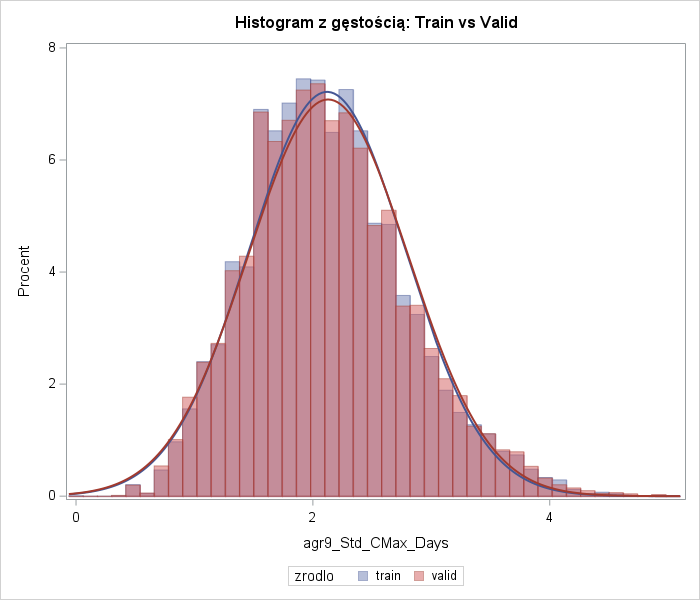 Histogram z gęstością: Train vs Valid
8
6
4
2
0
Procent
0 2 4
agr9_Std_CMax_Days
zrodlo train valid